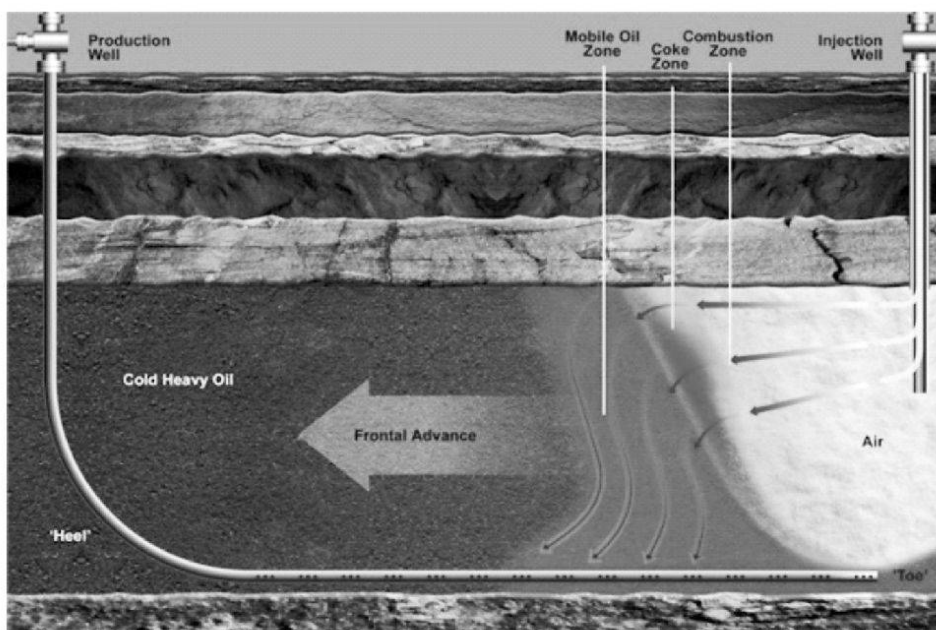 Production
Well
Mobile Oil
Zone
Coke
Zone
Combustion
Zone
Injection
Well
Cold Heavy Oil
Frontal Advance
Air
'Heel'
'Toe'